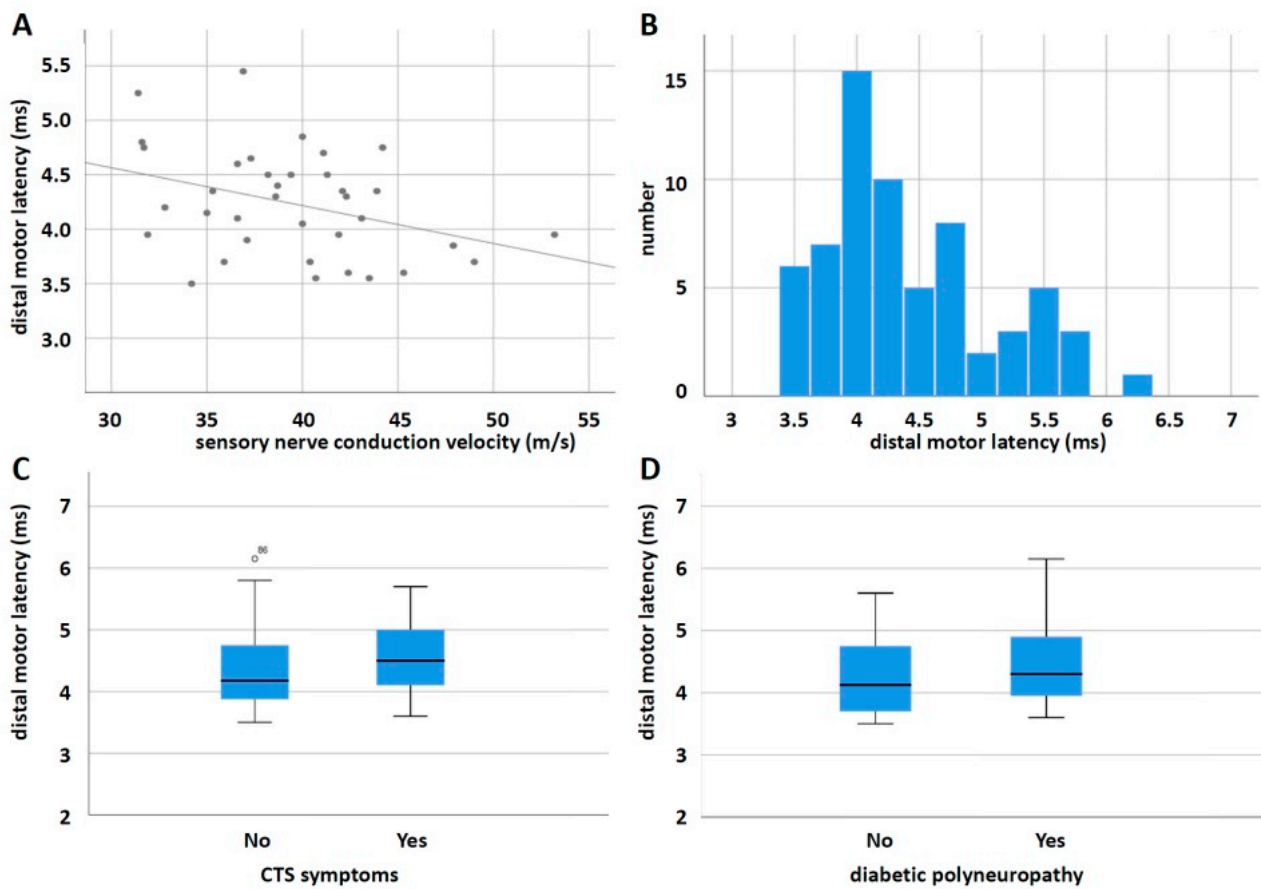 A
5.5
5.0
4.5
4.0
3.5
3.0
distal motor latency (ms)
30 35 40 45 50 55
sensory nerve conduction velocity (m/s)
B
15
10
5
0
number
3 3.5 4 4.5 5 5.5 6 6.5 7
distal motor latency (ms)
C
7
6
5
4
3
2
distal motor latency (ms)
86
No Yes
CTS symptoms
D
7
6
5
4
3
2
distal motor latency (ms)
No Yes
diabetic polyneuropathy